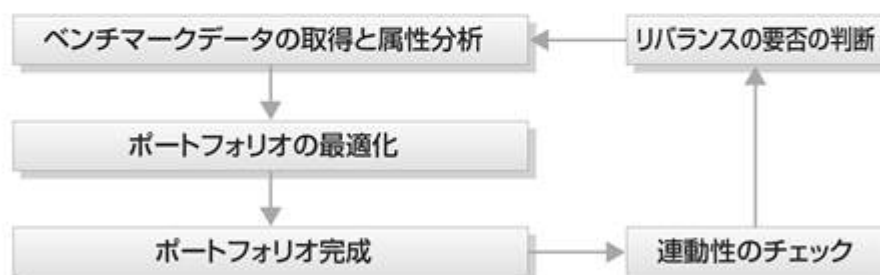 ベンチマークデータの取得と属性分析
リバランスの要否の判断
ポートフォリオの最適化
ポートフォリオ完成
連動性のチェック